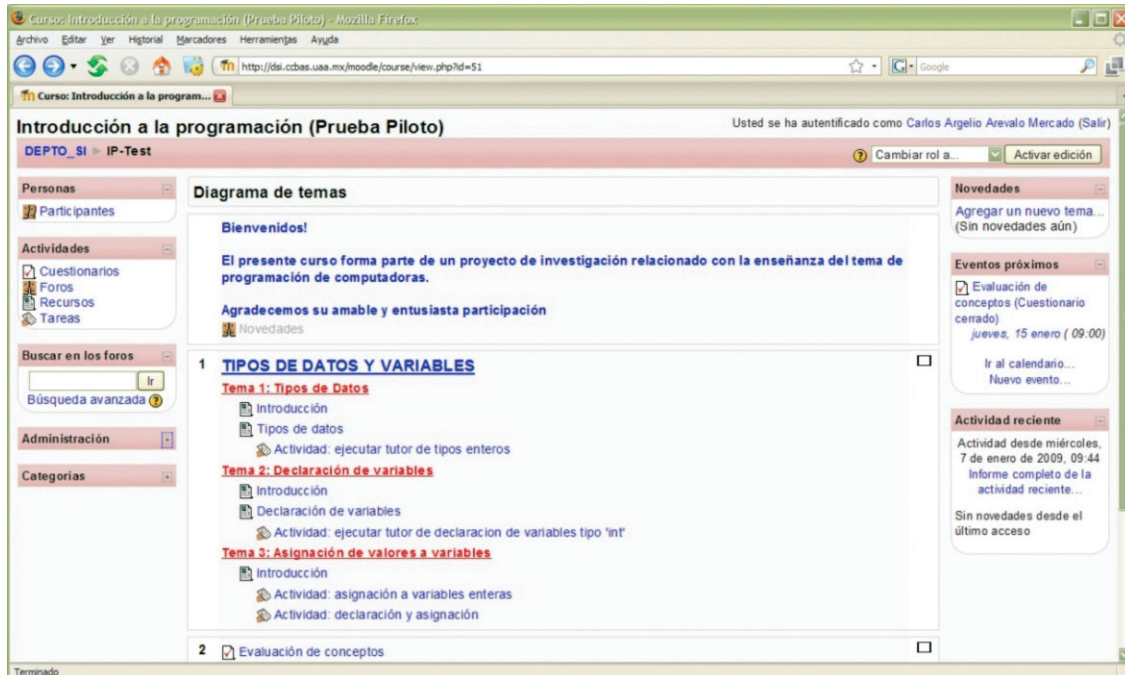 Curso: Introducción a la programación (Prueba Piloto) - Mozilla Firefox
Archivo Editar Ver Historial Marcadores Herramientas Ayuda
http://dsi.ccbas.uaa.mx/moodle/course/view.php?id=51
Google
Curso: Introducción a la program...
Introducción a la programación (Prueba Piloto)
Usted se ha autentificado como Carlos Argelio Arevalo Mercado (Salir)
DEPTO_SI ► IP-Test
Cambiar rol a...
Activar edición
Personas
Participantes
Actividades
Cuestionarios
Foros
Recursos
Tareas
Buscar en los foros
Ir
Búsqueda avanzada
Administración
Categorías
Diagrama de temas
Bienvenidos!
El presente curso forma parte de un proyecto de investigación relacionado con la enseñanza del tema de
programación de computadoras.
Agradecemos su amable y entusiasta participación
Novedades
1 TIPOS DE DATOS Y VARIABLES
Tema 1: Tipos de Datos
Introducción
Tipos de datos
Actividad: ejecutar tutor de tipos enteros
Tema 2: Declaración de variables
Introducción
Declaración de variables
Actividad: ejecutar tutor de declaracion de variables tipo 'int'
Tema 3: Asignación de valores a variables
Introducción
Actividad: asignación a variables enteras
Actividad: declaración y asignación
2 Evaluación de conceptos
Novedades
Agregar un nuevo tema...
(Sin novedades aún)
Eventos próximos
Evaluación de
conceptos (Cuestionario
cerrado)
jueves, 15 enero ( 09:00)
Ir al calendario...
Nuevo evento...
Actividad reciente
Actividad desde miércoles,
7 de enero de 2009, 09:44
Informe completo de la
actividad reciente...
Sin novedades desde el
último acceso
Terminado